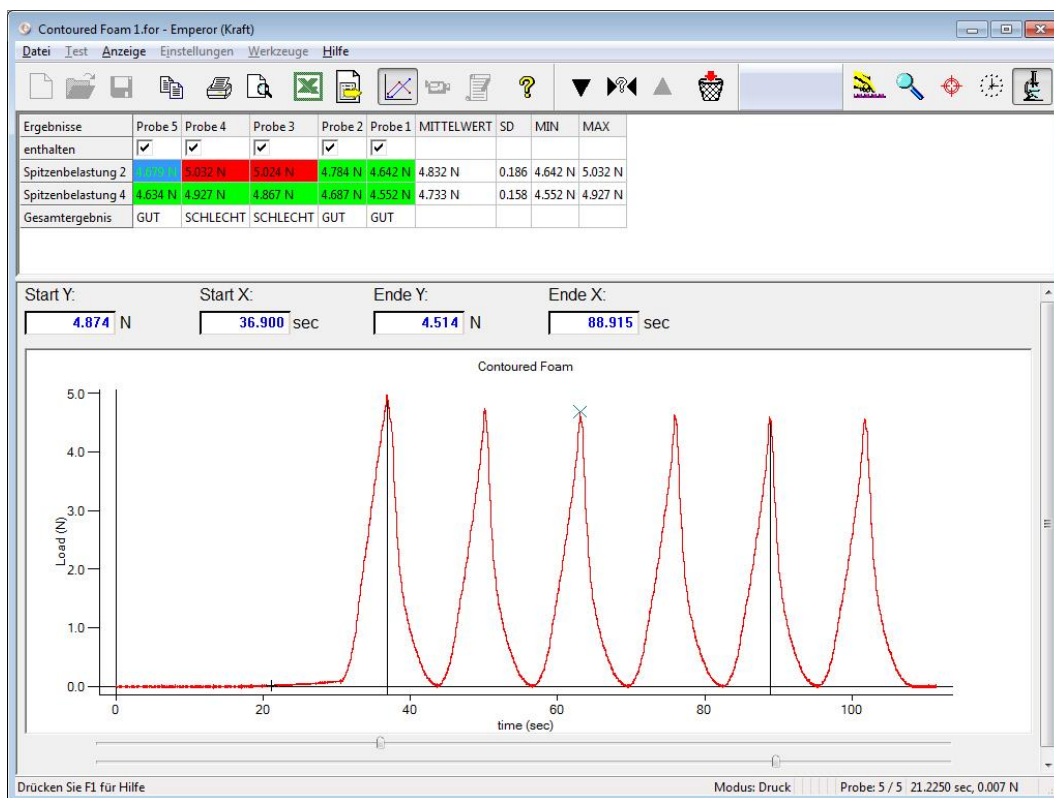 Contoured Foam 1.for - Emperor (Kraft)
Datei Test Anzeige Einstellungen Werkzeuge Hilfe
Ergebnisse Probe 5 Probe 4 Probe 3 Probe 2 Probe 1 MITTELWERT SD MIN MAX
enthalten
Spitzenbelastung 2 5.032 N 5.024 N 4.784 N 4.642 N 4.832 N 0.186 4.642 N 5.032 N
Spitzenbelastung 4 4.634 N 4.927 N 4.867 N 4.687 N 4.552 N 4.733 N 0.158 4.552 N 4.927 N
Gesamtergebnis GUT SCHLECHT SCHLECHT GUT GUT
Start Y: Start X: Ende Y: Ende X:
4.874 N 36.900 sec 4.514 N 88.915 sec
Contoured Foam
5.0
4.0
3.0
2.0
1.0
0.0
Load (N)
0 20 40 60 80 100
time (sec)
Drücken Sie F1 für Hilfe Modus: Druck Probe: 5 / 5 21.2250 sec, 0.007 N